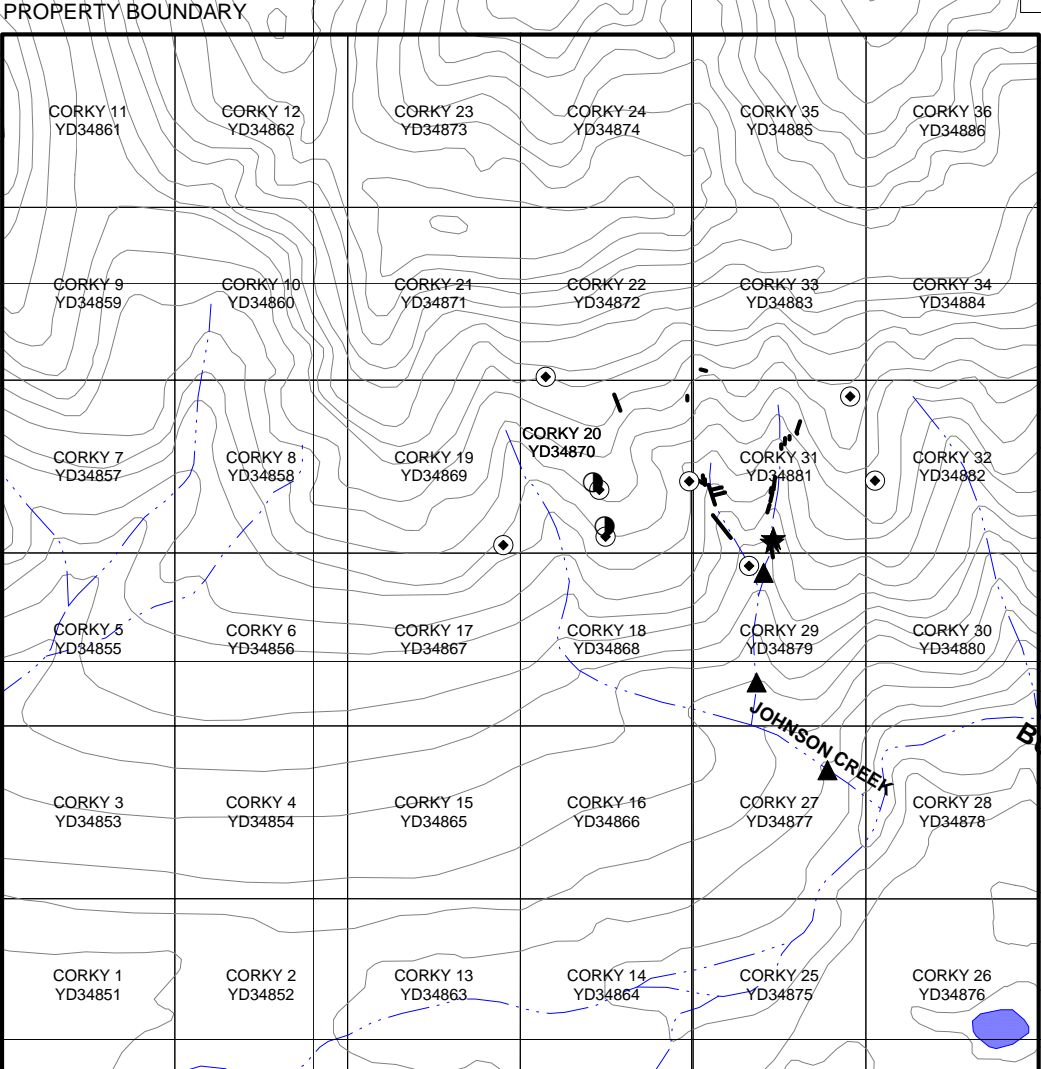 PROPERTY BOUNDARY
CORKY 11
YD34861
CORKY 12
YD34862
CORKY 23
YD34873
CORKY 24
YD34874
CORKY 35
YD34885
CORKY 36
YD34886
CORKY 9
YD34859
CORKY 10
YD34860
CORKY 21
YD34871
CORKY 22
YD34872
CORKY 33
YD34883
CORKY 34
YD34884
CORKY 7
YD34857
CORKY 8
YD34858
CORKY 19
YD34869
CORKY 20
YD34870
CORKY 31
YD34881
CORKY 32
YD34882
CORKY 5
YD34855
CORKY 6
YD34856
CORKY 17
YD34867
CORKY 18
YD34868
CORKY 29
YD34879
CORKY 30
YD34880
JOHNSON CREEK
CORKY 3
YD34853
CORKY 4
YD34854
CORKY 15
YD34865
CORKY 16
YD34866
CORKY 27
YD34877
CORKY 28
YD34878
CORKY 1
YD34851
CORKY 2
YD34852
CORKY 13
YD34863
CORKY 14
YD34864
CORKY 25
YD34875
CORKY 26
YD34876